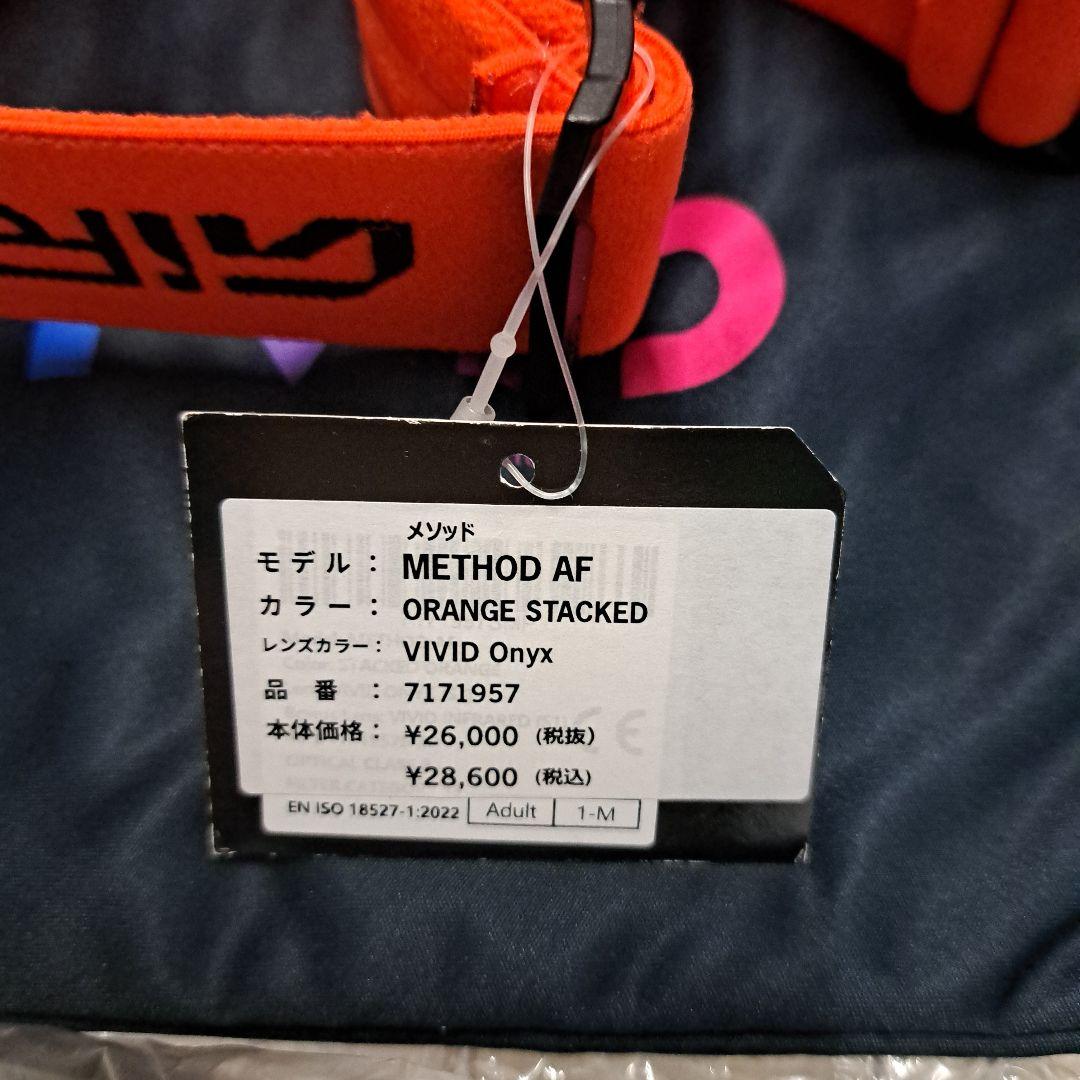 メソッド
モデル： METHOD AF
カラー： ORANGE STACKED
レンズカラー： VIVID Onyx
品番： 7171957
本体価格： ¥26,000 (税抜)
¥28,600 (税込)
EN ISO 18527-1:2022 Adult 1-M